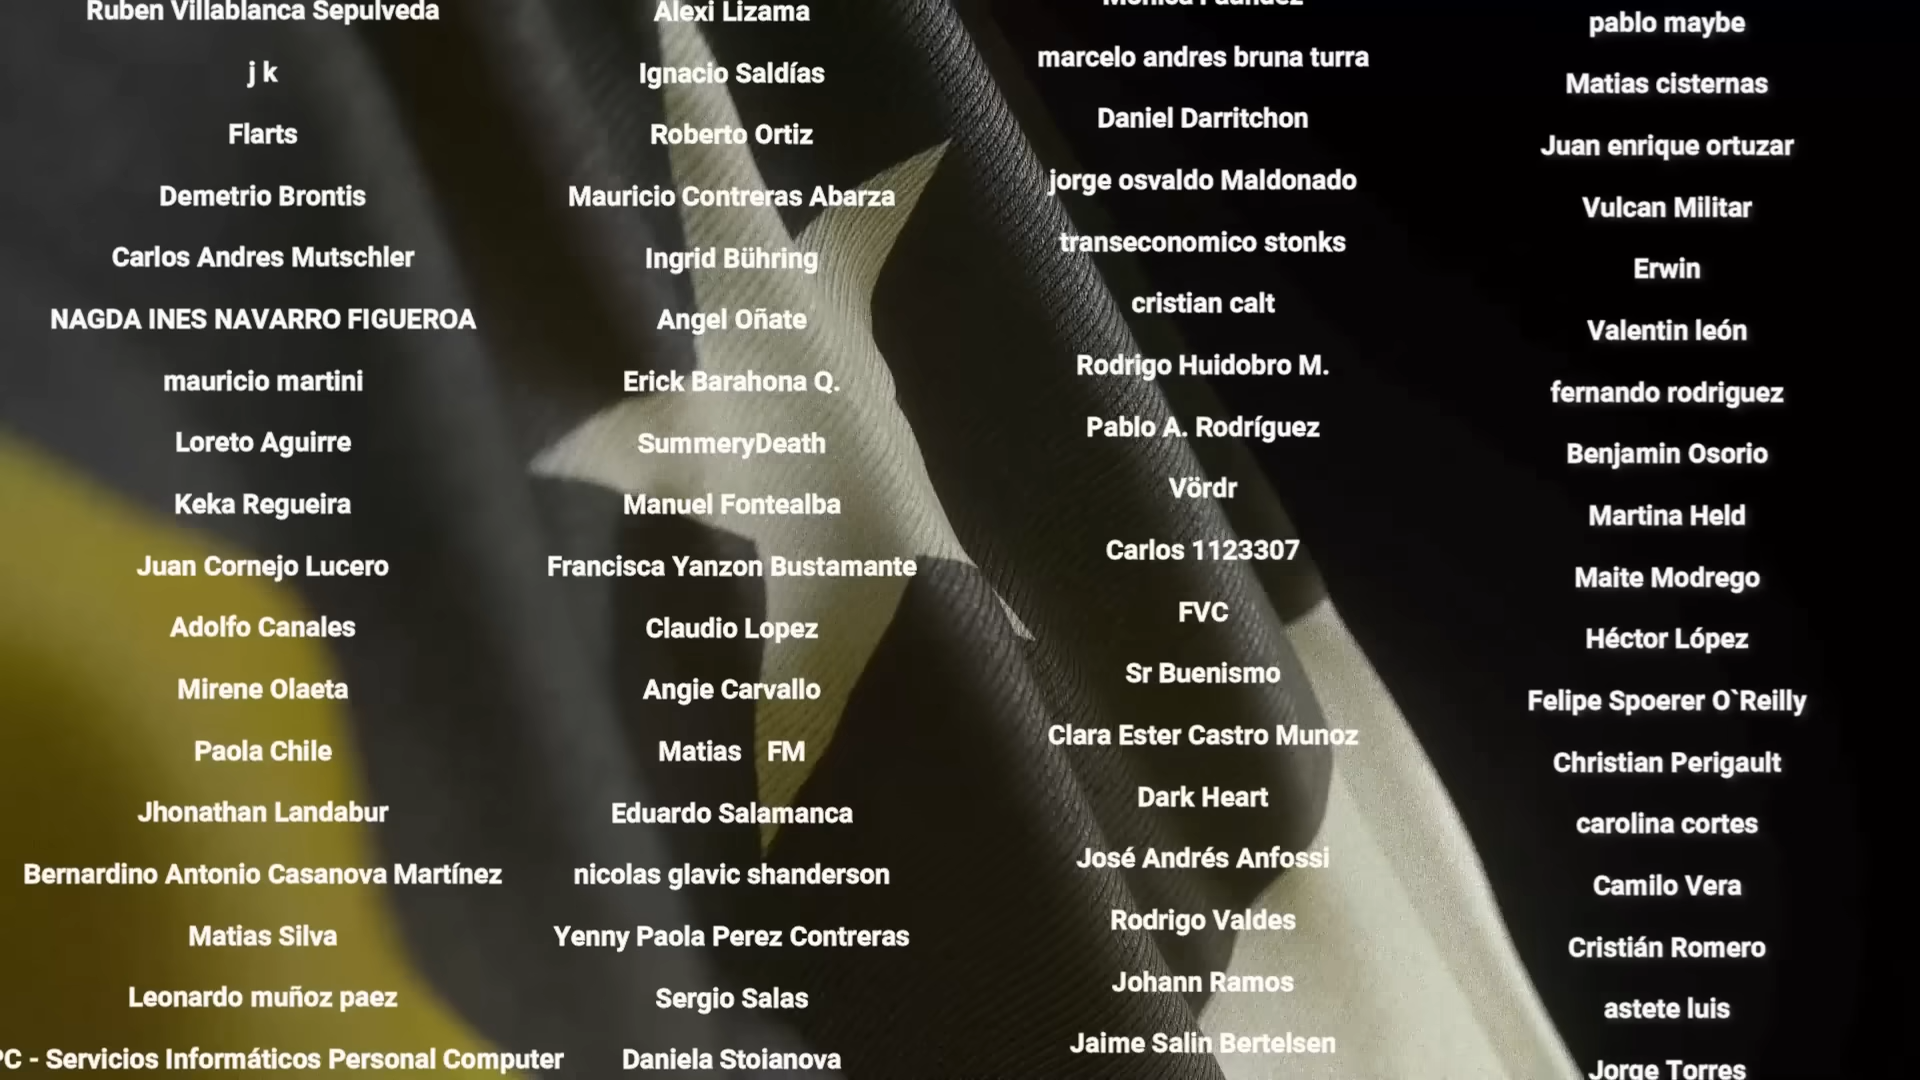 Ruben Villablanca Sepulveda
j k
Flarts
Demetrio Brontis
Carlos Andres Mutschler
NAGDA INES NAVARRO FIGUEROA
mauricio martini
Loreto Aguirre
Keka Regueira
Juan Cornejo Lucero
Adolfo Canales
Mirene Olaeta
Paola Chile
Jhonathan Landabur
Bernardino Antonio Casanova Martínez
Matias Silva
Leonardo muñoz paez
PC - Servicios Informáticos Personal Computer
Alexi Lizama
Ignacio Saldías
Roberto Ortiz
Mauricio Contreras Abarza
Ingrid Bühring
Angel Oñate
Erick Barahona Q.
SummeryDeath
Manuel Fontealba
Francisca Yanzon Bustamante
Claudio Lopez
Angie Carvallo
Matias FM
Eduardo Salamanca
nicolas glavic shanderson
Yenny Paola Perez Contreras
Sergio Salas
Daniela Stoianova
marcelo andres bruna turra
Daniel Darritchon
jorge osvaldo Maldonado
transeconomico stonks
cristian calt
Rodrigo Huidobro M.
Pablo A. Rodríguez
Vördr
Carlos 1123307
FVC
Sr Buenismo
Clara Ester Castro Munoz
Dark Heart
José Andrés Anfossi
Rodrigo Valdes
Johann Ramos
Jaime Salin Bertelsen
pablo maybe
Matias cisternas
Juan enrique ortuzar
Vulcan Militar
Erwin
Valentin león
fernando rodriguez
Benjamin Osorio
Martina Held
Maite Modrego
Héctor López
Felipe Spoerer O`Reilly
Christian Perigault
carolina cortes
Camilo Vera
Cristián Romero
astete luis
Jorge Torres